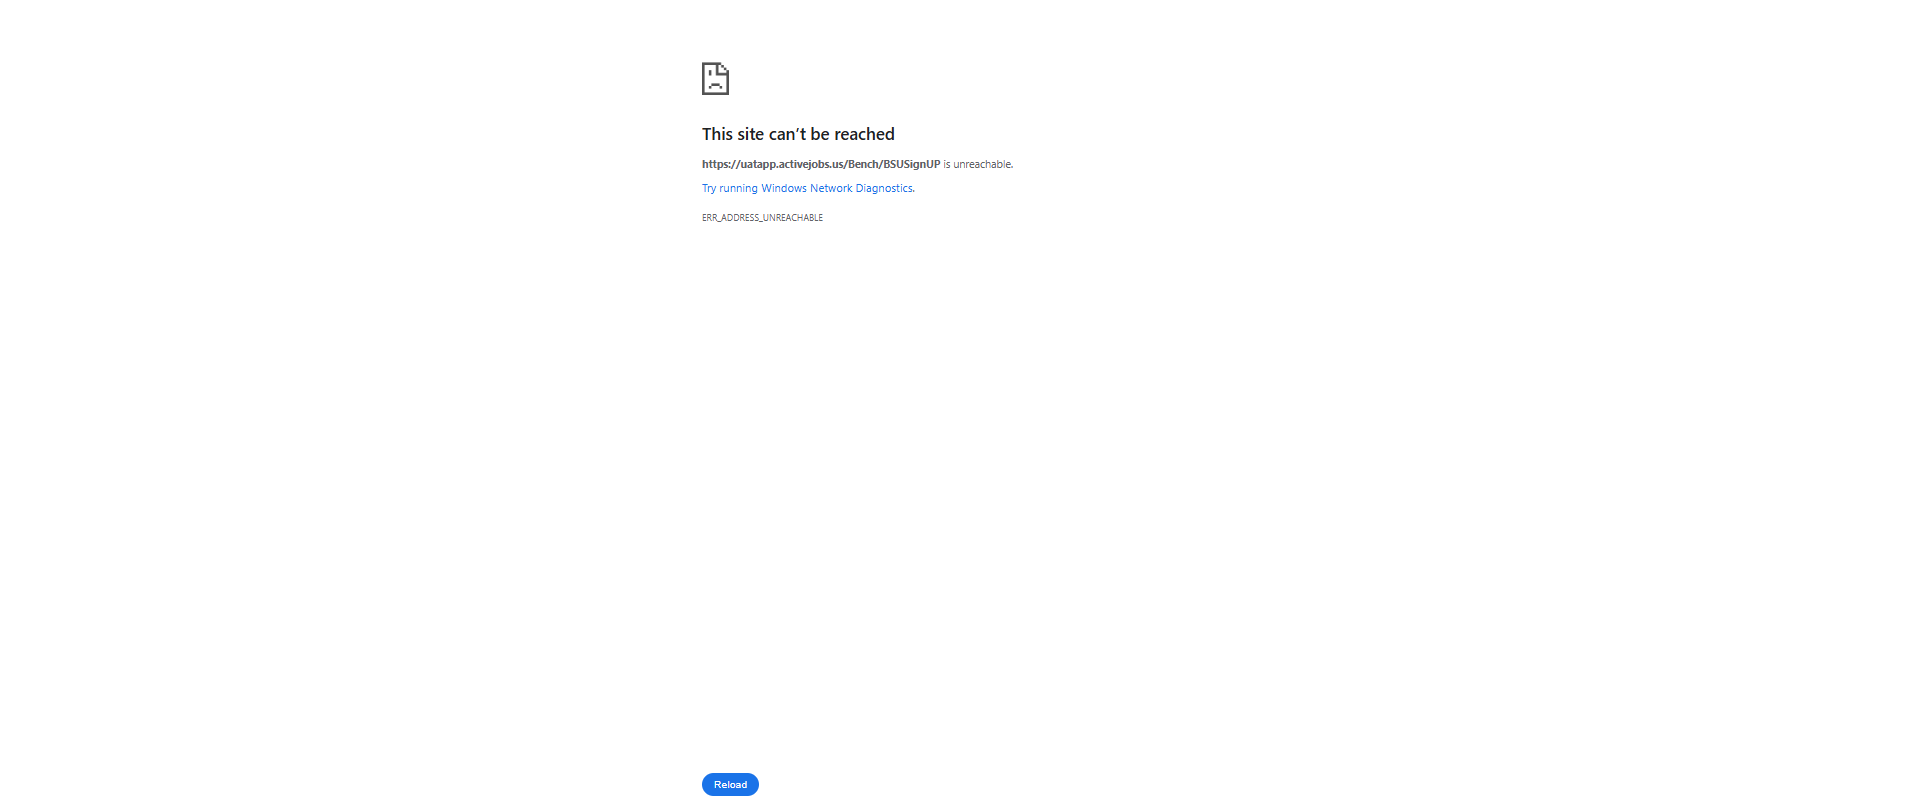 This site can’t be reached
https://uatapp.activejobs.us/Bench/BSUSignUP is unreachable.
Try running Windows Network Diagnostics.
ERR_ADDRESS_UNREACHABLE
Reload